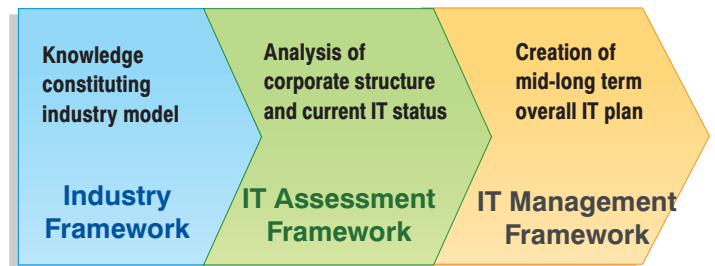 Knowledge
constituting
industry model
Industry
Framework
Analysis of
corporate structure
and current IT status
IT Assessment
Framework
Creation of
mid-long term
overall IT plan
IT Management
Framework